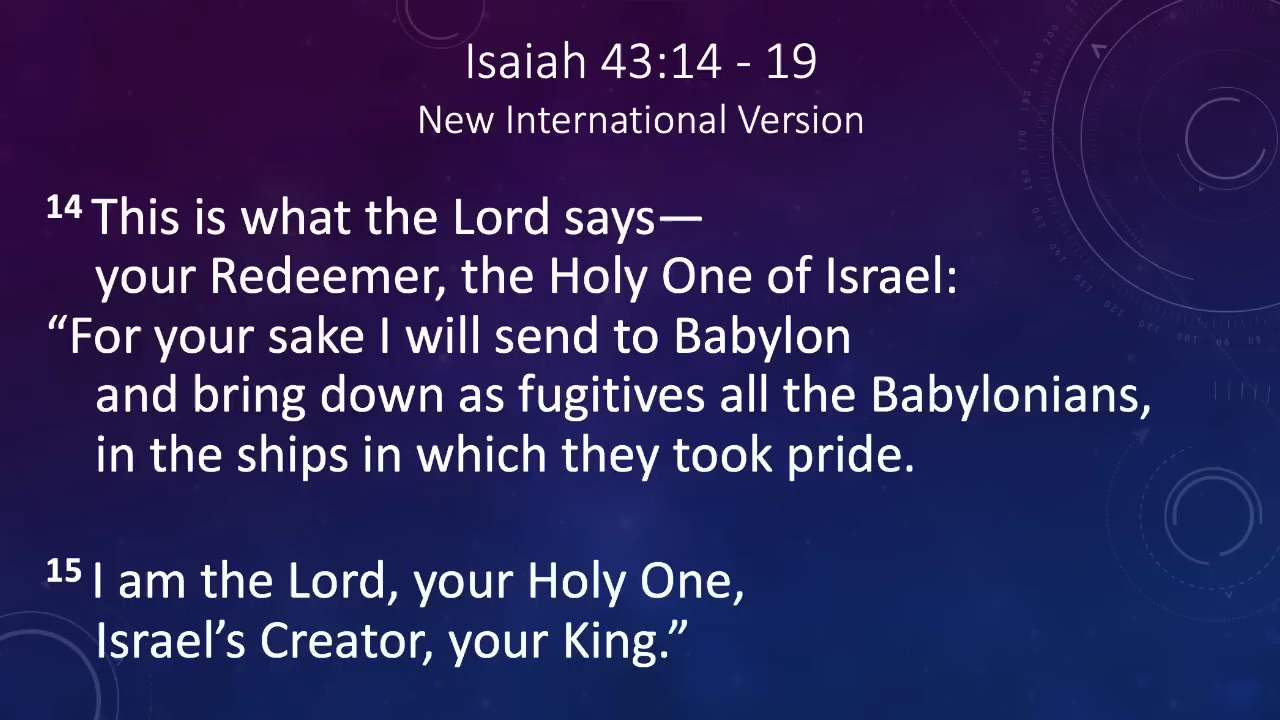 Isaiah 43:14 - 19
New International Version
14 This is what the Lord says—
your Redeemer, the Holy One of Israel:
“For your sake I will send to Babylon
and bring down as fugitives all the Babylonians,
in the ships in which they took pride.
15 I am the Lord, your Holy One,
Israel’s Creator, your King.”